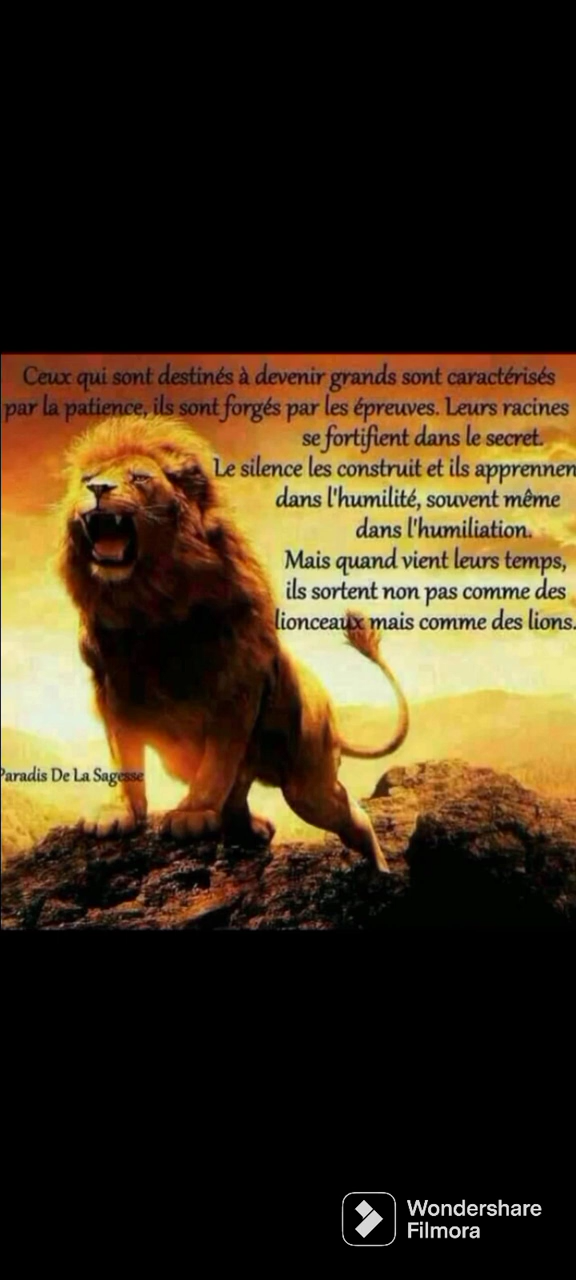 Ceux qui sont destinés à devenir grands sont caractérisés
par la patience, ils sont forgés par les épreuves. Leurs racines
se fortifient dans le secret.
Le silence les construit et ils apprennen
dans l'humilité, souvent même
dans l'humiliation.
Mais quand vient leurs temps,
ils sortent non pas comme des
lionceaux mais comme des lions.
Paradis De La Sagesse
Wondershare
Filmora